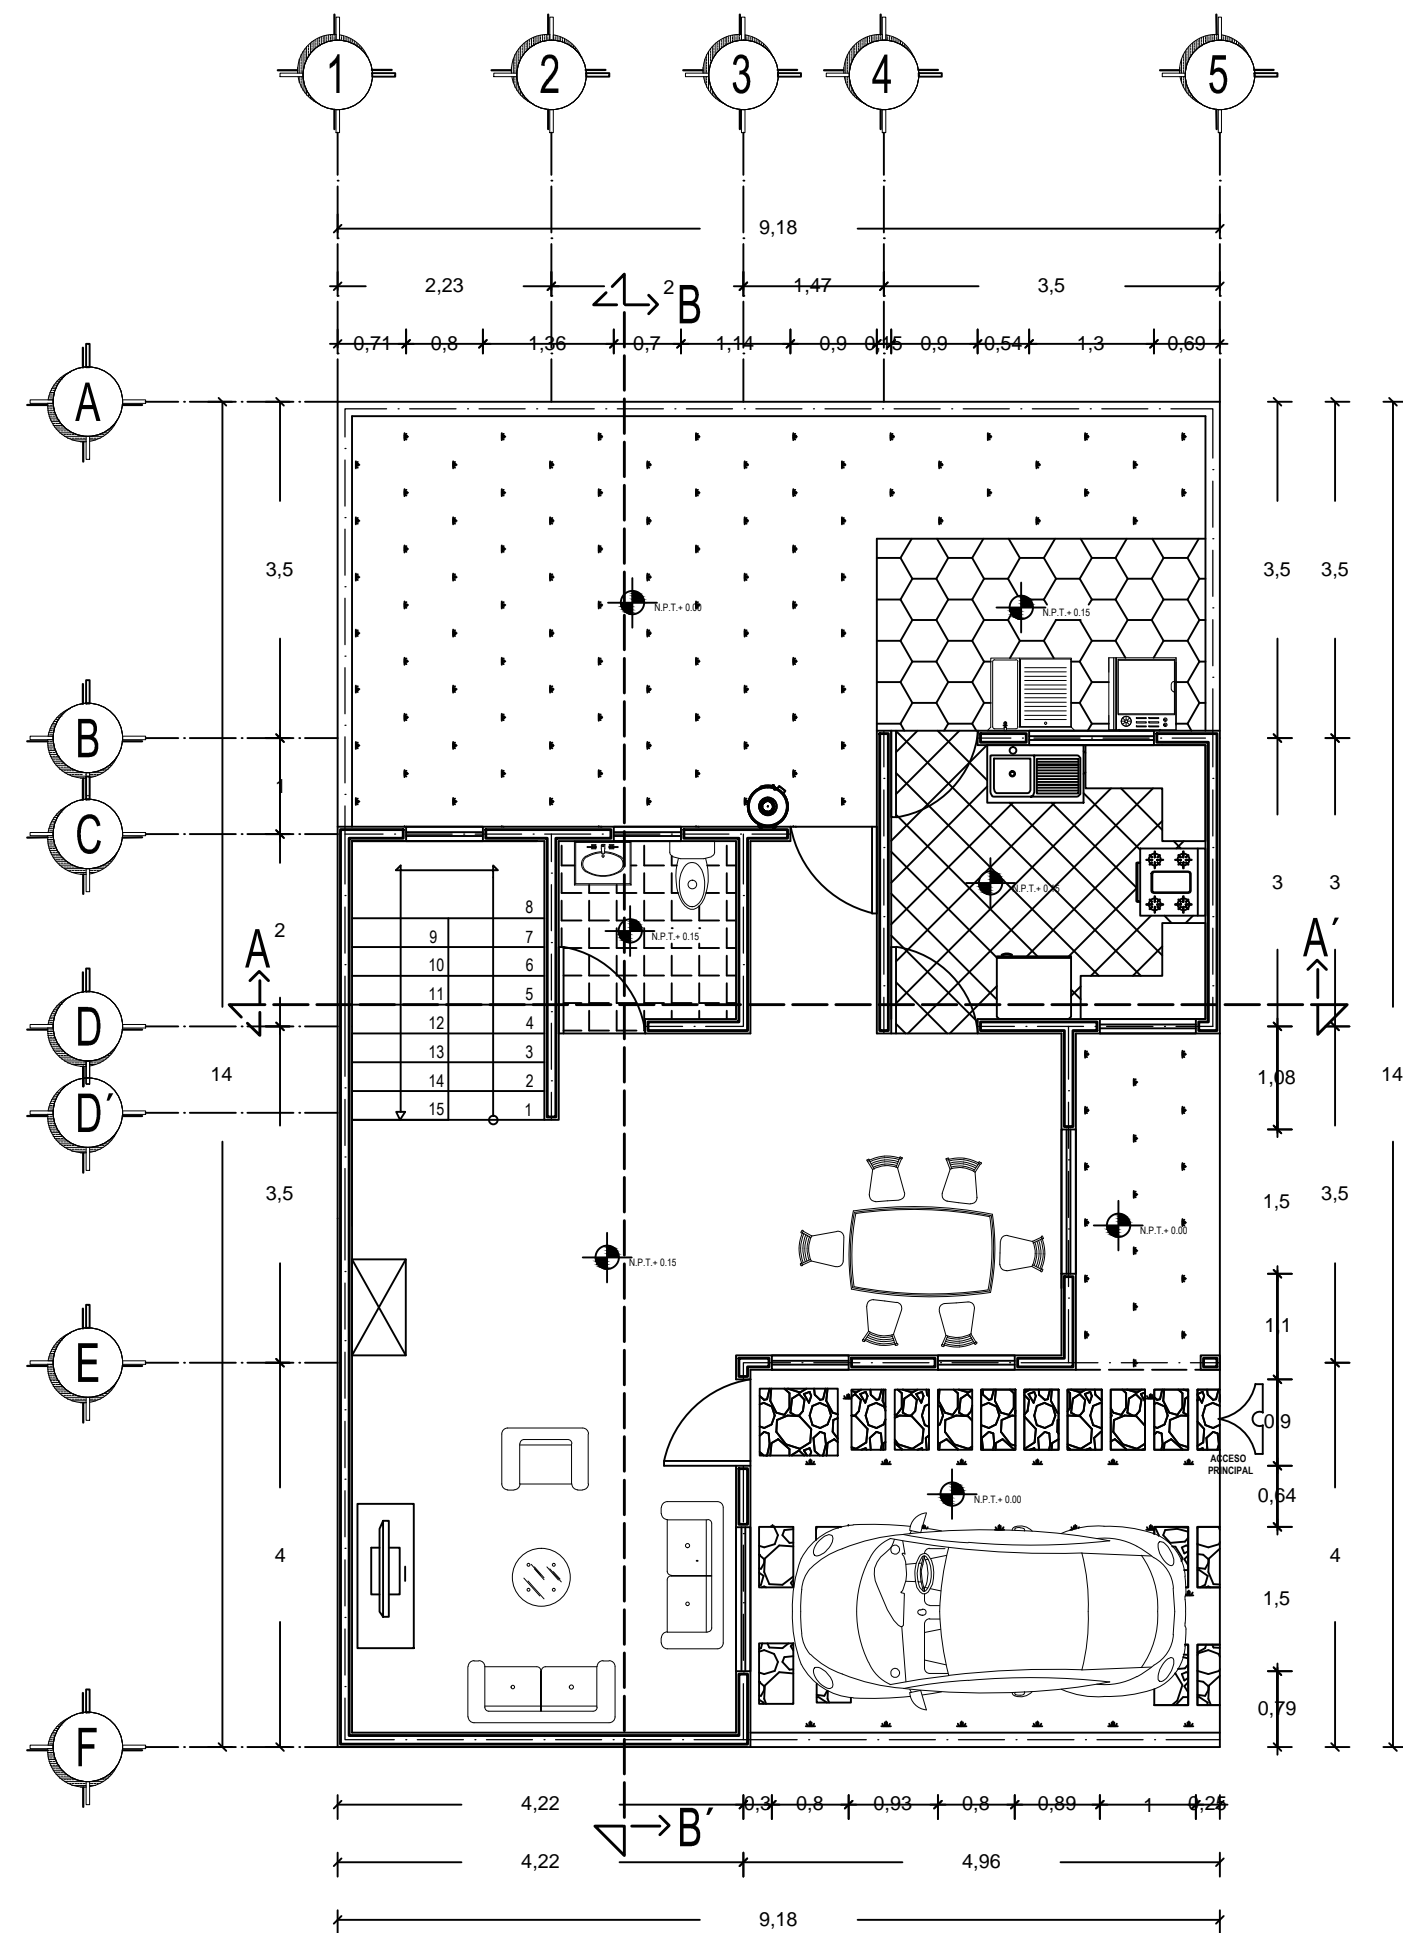 1 2 3 4 5
9,18
2,23 2 1,47 3,5
B
0,71 0,8 1,36 0,7 1,14 0,9 0,15 0,9 0,54 1,3 0,69
A
3,5 3,5 3,5
N.P.T.+ 0.00
N.P.T.+ 0.15
B
1
C
3 3
N.P.T.+ 0.15
8
A 2
9 7
N.P.T.+ 0.15
A´
10 6
11 5
D
12 4
13 3
14
1,08
14
14 2
D´
15 1
3,5
1,5 3,5
N.P.T.+ 0.00
N.P.T.+ 0.15
1,1
E
0,9
ACCESO
PRINCIPAL
N.P.T.+ 0.00
0,64
4
4
1,5
0,79
F
4,22 0,3 0,8 0,93 0,8 0,89 1 0,25
B´
4,22 4,96
9,18